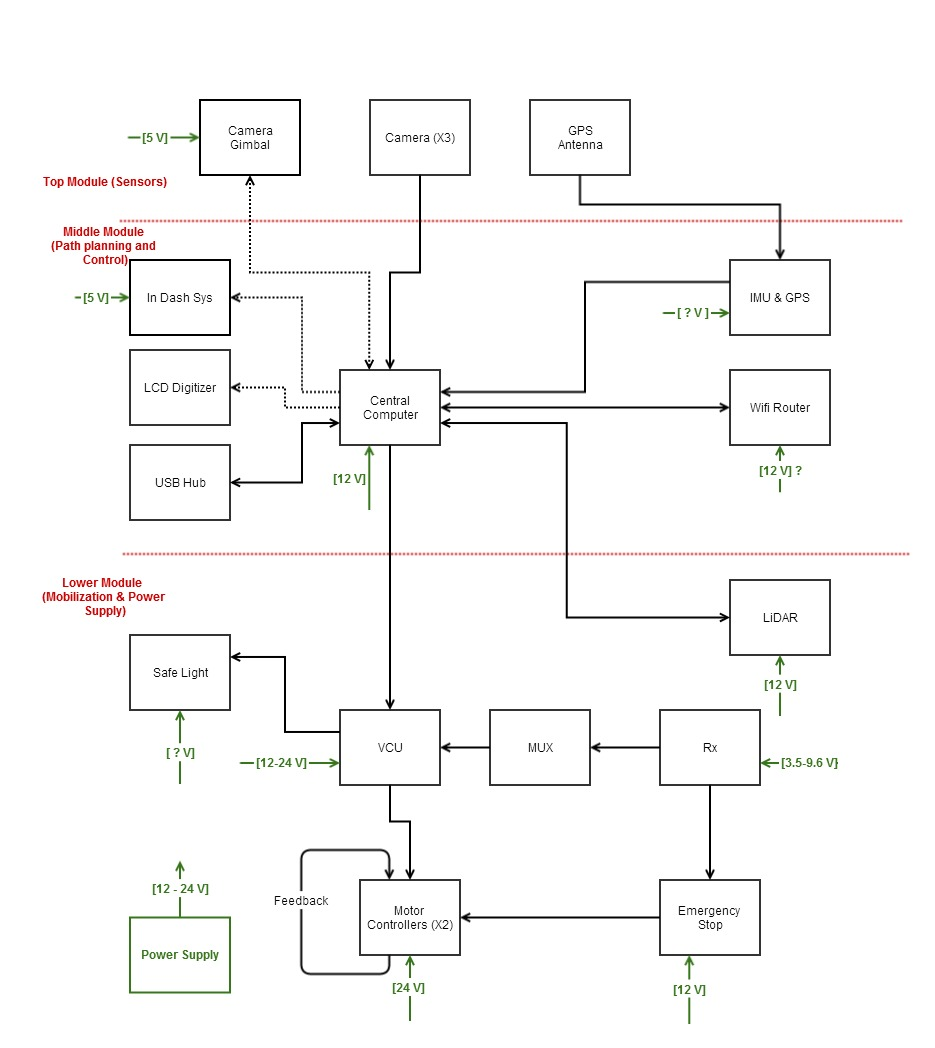 Camera
Gimbal
Camera (X3)
GPS
Antenna
[5 V]
Top Module (Sensors)
Middle Module
(Path planning and
Control)
[5 V]
In Dash Sys
IMU & GPS
[ ? V ]
LCD Digitizer
Central
Computer
Wifi Router
[12 V] ?
USB Hub
[12 V]
Lower Module
(Mobilization & Power
Supply)
LiDAR
[12 V]
Safe Light
[ ? V]
VCU
MUX
Rx
[12-24 V]
[3.5-9.6 V}
[12 - 24 V]
Power Supply
Feedback
Motor
Controllers (X2)
Emergency
Stop
[24 V]
[12 V]